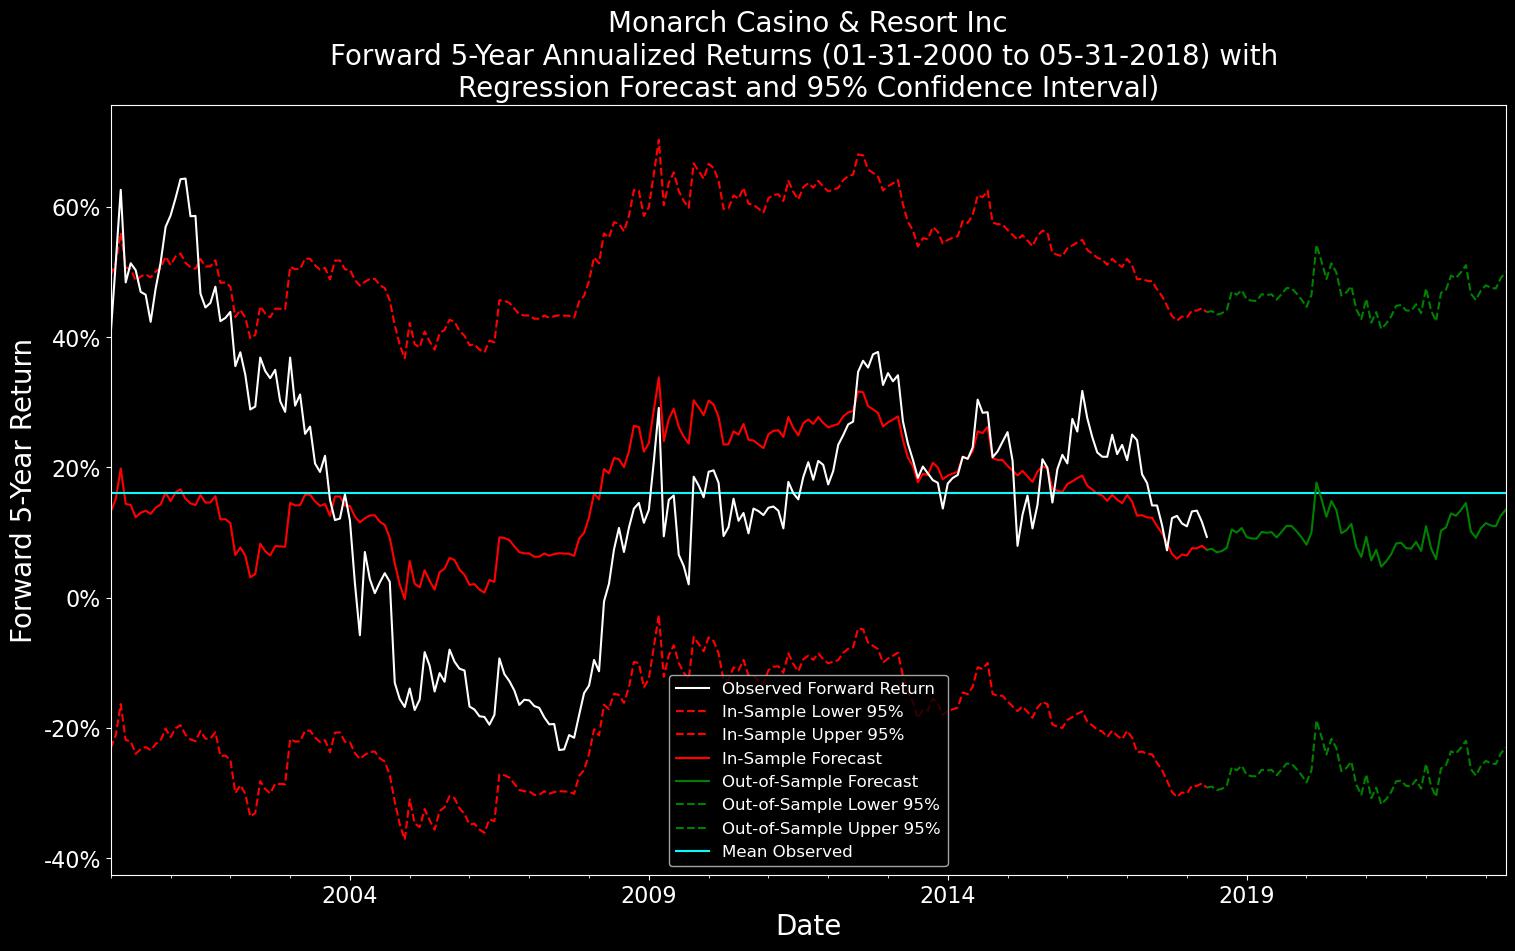 Monarch Casino & Resort Inc
Forward 5-Year Annualized Returns (01-31-2000 to 05-31-2018) with
Regression Forecast and 95% Confidence Interval)
Forward 5-Year Return
60%
40%
20%
0%
-20%
-40%
Observed Forward Return
In-Sample Lower 95%
In-Sample Upper 95%
In-Sample Forecast
Out-of-Sample Forecast
Out-of-Sample Lower 95%
Out-of-Sample Upper 95%
Mean Observed
2004
2009
2014
2019
Date